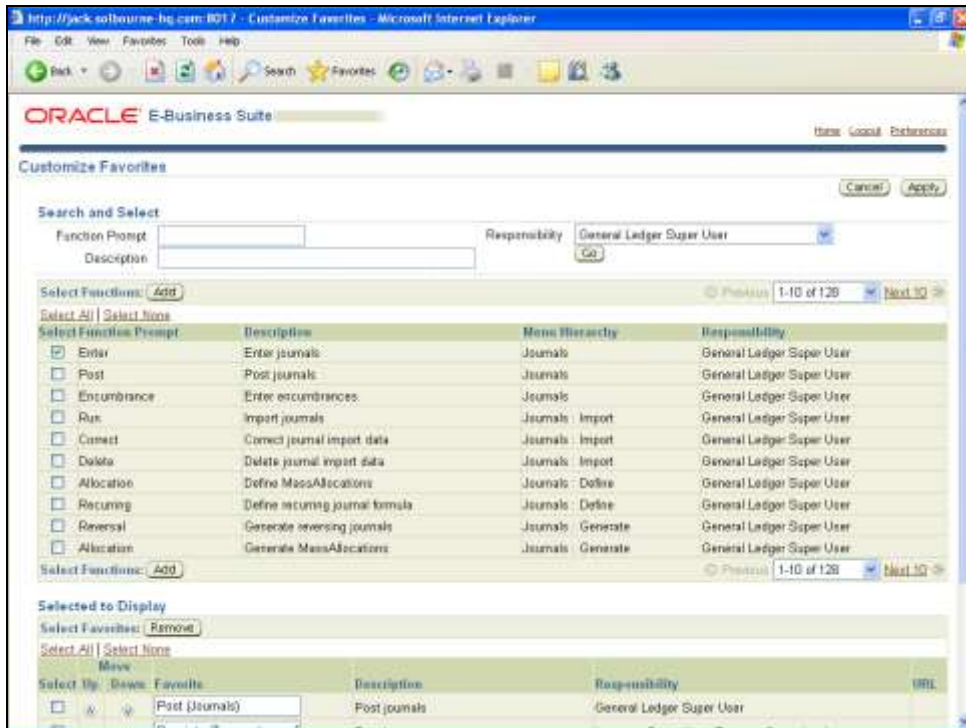 http://jack.solbourne-hq.com:8017 - Customize Favorites - Microsoft Internet Explorer
File Edit View Favorites Tools Help
Back Search Favorites
ORACLE E-Business Suite
Home Logout Preferences
Customize Favorites
Cancel Apply
Search and Select
Function Prompt Responsibility General Ledger Super User
Description Go
Select Functions: Add Previous 1-10 of 128 Next 10
Select All | Select None
Select Function Prompt Description Menu Hierarchy Responsibility
Enter Enter journals Journals General Ledger Super User
Post Post journals Journals General Ledger Super User
Encumbrance Enter encumbrances Journals General Ledger Super User
Run Import journals Journals : Import General Ledger Super User
Correct Correct journal import data Journals : Import General Ledger Super User
Delete Delete journal import data Journals : Import General Ledger Super User
Allocation Define MassAllocations Journals : Define General Ledger Super User
Recurring Define recurring journal formula Journals : Define General Ledger Super User
Reversal Generate reversing journals Journals : Generate General Ledger Super User
Allocation Generate MassAllocations Journals : Generate General Ledger Super User
Select Functions: Add Previous 1-10 of 128 Next 10
Selected to Display
Select Favorites: Remove
Select All | Select None
Move
Select Up Down Favorite Description Responsibility URL
Post (Journals) Post journals General Ledger Super User